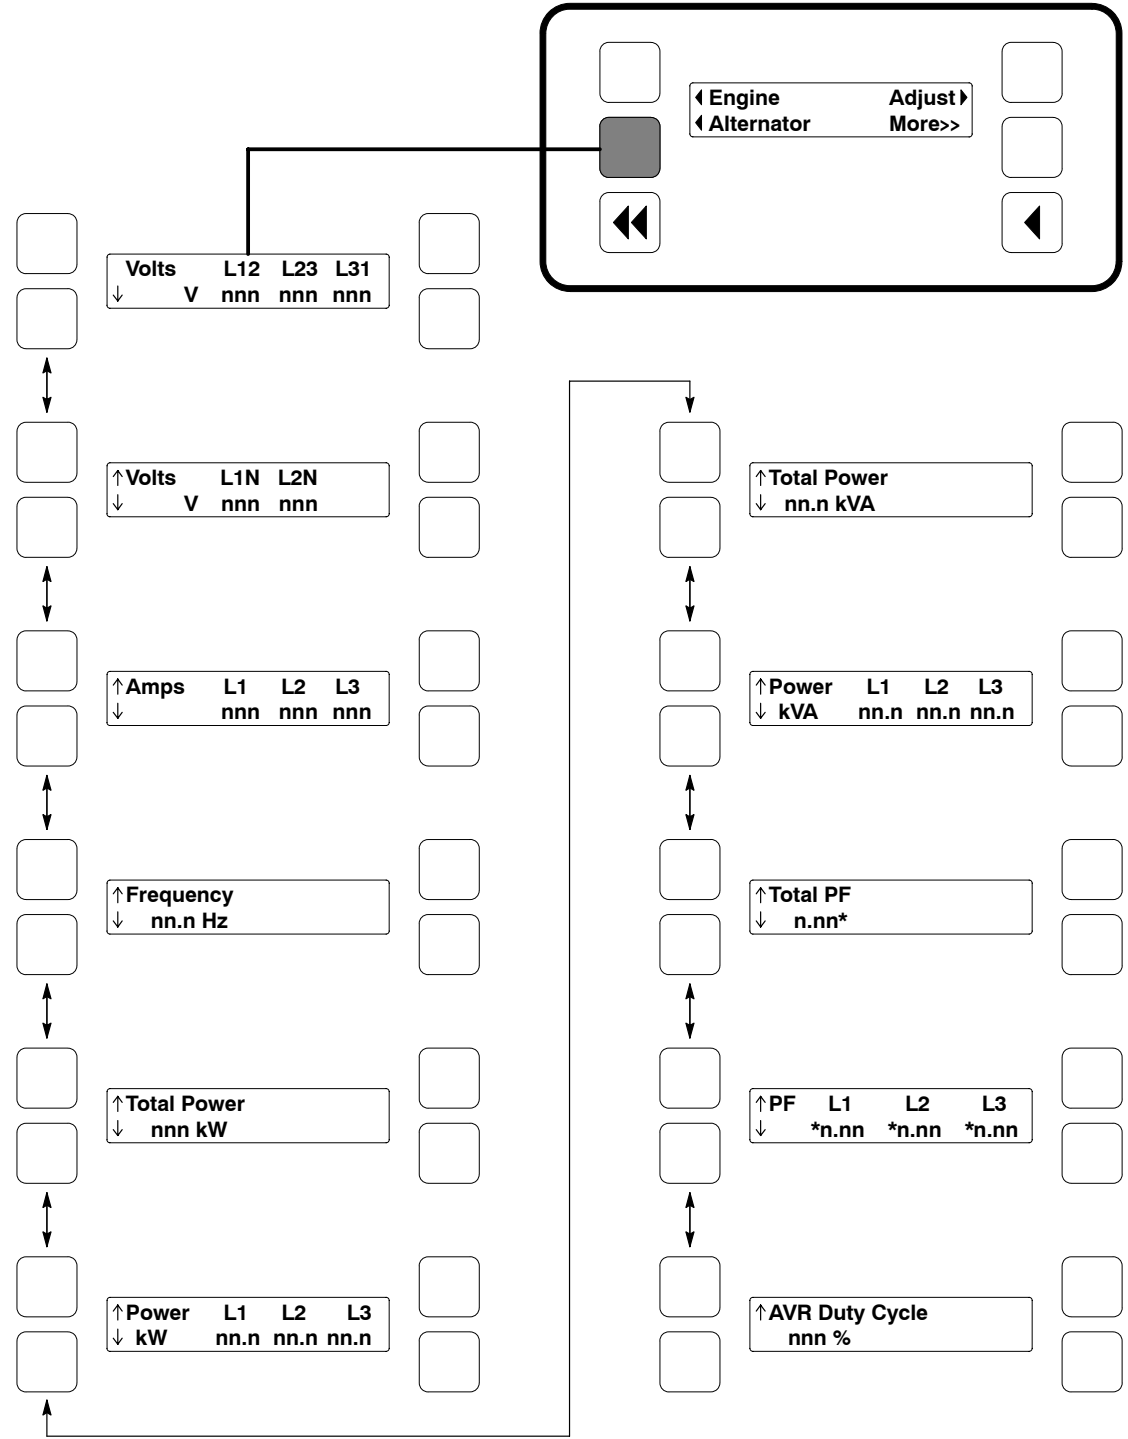 Engine Adjust
Alternator More>>
Volts L12 L23 L31
↓ V nnn nnn nnn
↑Volts L1N L2N
↓ V nnn nnn
↑Amps L1 L2 L3
↓ nnn nnn nnn
↑Frequency
↓ nn.n Hz
↑Total Power
↓ nnn kW
↑Power L1 L2 L3
↓ kW nn.n nn.n nn.n
↑Total Power
↓ nn.n kVA
↑Power L1 L2 L3
↓ kVA nn.n nn.n nn.n
↑Total PF
↓ n.nn*
↑PF L1 L2 L3
↓ *n.nn *n.nn *n.nn
↑AVR Duty Cycle
nnn %